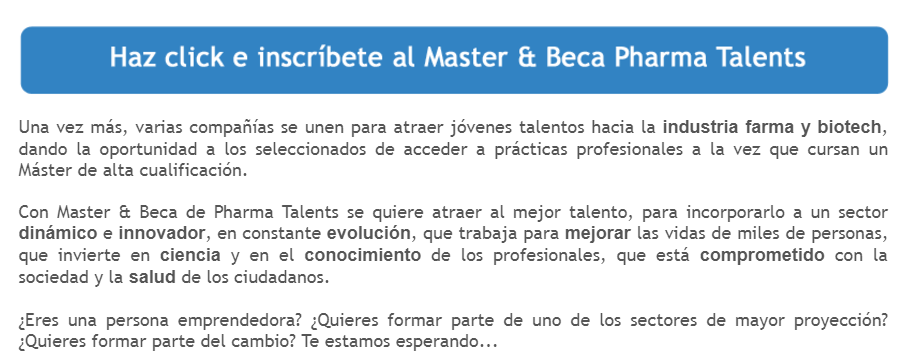 Haz click e inscríbete al Master & Beca Pharma Talents
Una vez más, varias compañías se unen para atraer jóvenes talentos hacia la industria farma y biotech,
dando la oportunidad a los seleccionados de acceder a prácticas profesionales a la vez que cursan un
Máster de alta cualificación.
Con Master & Beca de Pharma Talents se quiere atraer al mejor talento, para incorporarlo a un sector
dinámico e innovador, en constante evolución, que trabaja para mejorar las vidas de miles de personas,
que invierte en ciencia y en el conocimiento de los profesionales, que está comprometido con la
sociedad y la salud de los ciudadanos.
¿Eres una persona emprendedora? ¿Quieres formar parte de uno de los sectores de mayor proyección?
¿Quieres formar parte del cambio? Te estamos esperando...